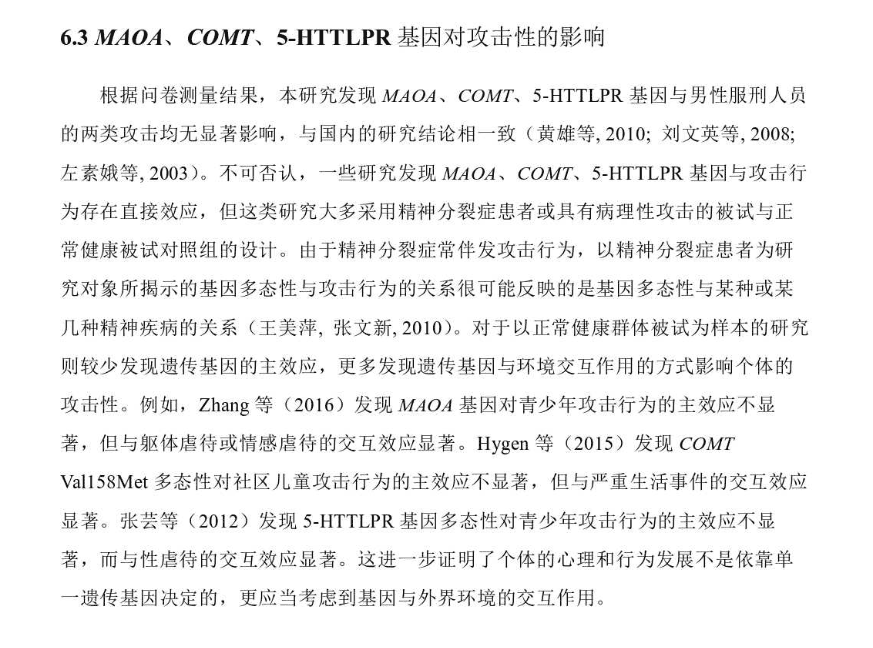 6.3 MAOA、COMT、5-HTTLPR 基因对攻击性的影响
根据问卷测量结果，本研究发现 MAOA、COMT、5-HTTLPR 基因与男性服刑人员
的两类攻击均无显著影响，与国内的研究结论相一致（黄雄等, 2010; 刘文英等, 2008;
左素娥等, 2003）。不可否认，一些研究发现 MAOA、COMT、5-HTTLPR 基因与攻击行
为存在直接效应，但这类研究大多采用精神分裂症患者或具有病理性攻击的被试与正
常健康被试对照组的设计。由于精神分裂症常伴发攻击行为，以精神分裂症患者为研
究对象所揭示的基因多态性与攻击行为的关系很可能反映的是基因多态性与某种或某
几种精神疾病的关系（王美萍, 张文新, 2010）。对于以正常健康群体被试为样本的研究
则较少发现遗传基因的主效应，更多发现遗传基因与环境交互作用的方式影响个体的
攻击性。例如，Zhang 等（2016）发现 MAOA 基因对青少年攻击行为的主效应不显
著，但与躯体虐待或情感虐待的交互效应显著。Hygen 等（2015）发现 COMT
Val158Met 多态性对社区儿童攻击行为的主效应不显著，但与严重生活事件的交互效应
显著。张芸等（2012）发现 5-HTTLPR 基因多态性对青少年攻击行为的主效应不显
著，而与性虐待的交互效应显著。这进一步证明了个体的心理和行为发展不是依靠单
一遗传基因决定的，更应当考虑到基因与外界环境的交互作用。